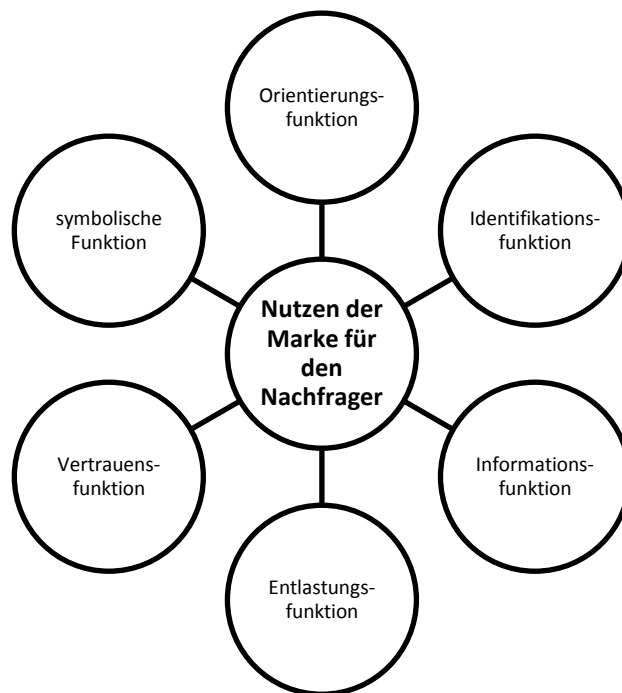 Orientierungs-
funktion
symbolische
Funktion
Identifikations-
funktion
Nutzen der
Marke für
den
Nachfrager
Vertrauens-
funktion
Informations-
funktion
Entlastungs-
funktion